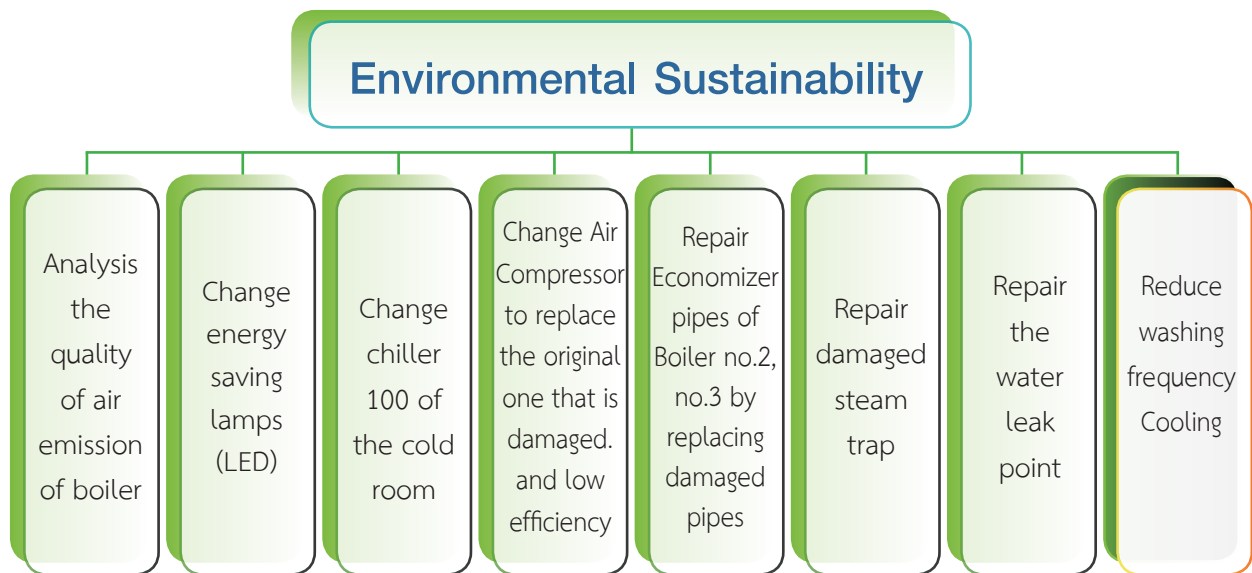 Environmental Sustainability
Analysis
the
quality
of air
emission
of boiler
Change
energy
saving
lamps
(LED)
Change
chiller
100 of
the cold
room
Change Air
Compressor
to replace
the original
one that is
damaged.
and low
efficiency
Repair
Economizer
pipes of
Boiler no.2,
no.3 by
replacing
damaged
pipes
Repair
damaged
steam
trap
Repair
the
water
leak
point
Reduce
washing
frequency
Cooling